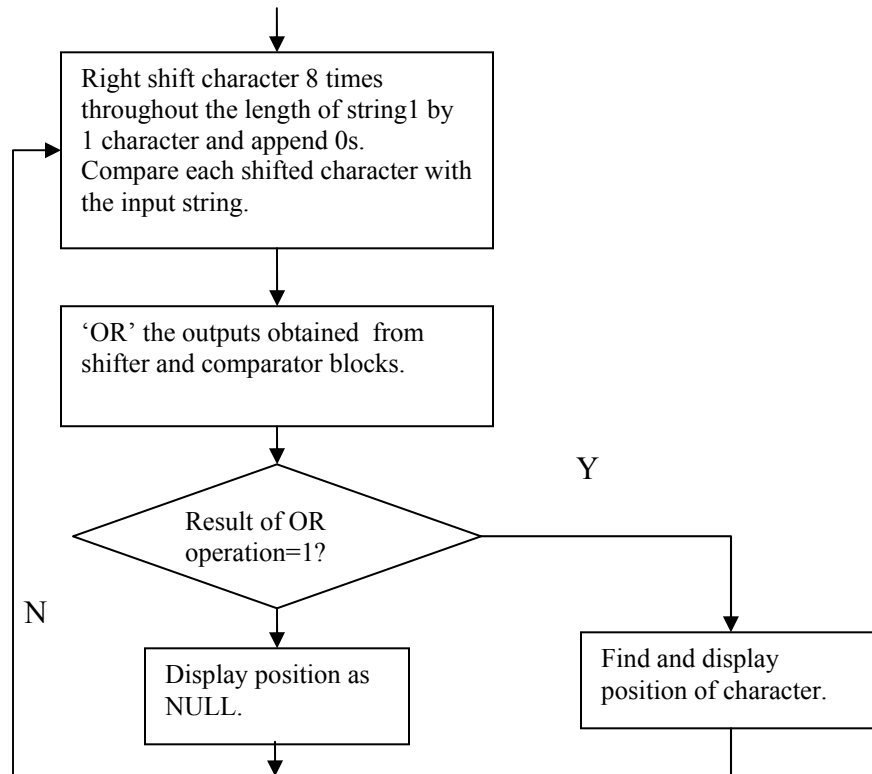 Right shift character 8 times
throughout the length of string1 by
1 character and append 0s.
Compare each shifted character with
the input string.
‘OR’ the outputs obtained  from
shifter and comparator blocks.
Y
Result of OR
operation=1?
N
Display position as
NULL.
Find and display
position of character.